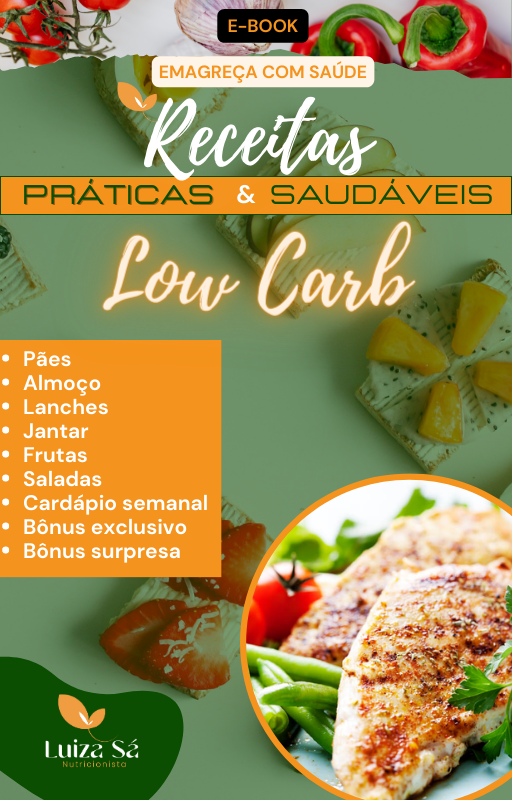 E-BOOK
EMAGREÇA COM SAÚDE
Receitas
PRÁTICAS & SAUDÁVEIS
Low Carb
• Pães
• Almoço
• Lanches
• Jantar
• Frutas
• Saladas
• Cardápio semanal
• Bônus exclusivo
• Bônus surpresa
Luiza Sá
Nutricionista